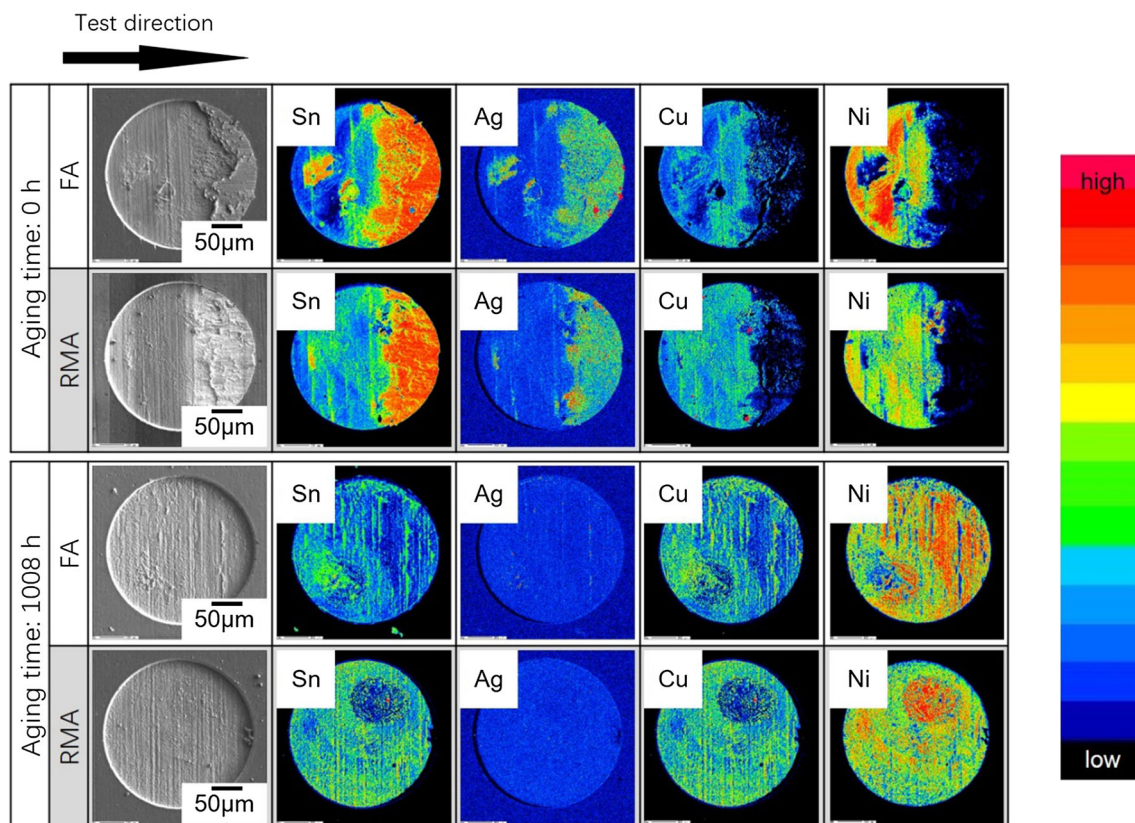 Test direction
Aging time: 0 h
FA
50μm
Sn
Ag
Cu
Ni
RMA
50μm
Sn
Ag
Cu
Ni
Aging time: 1008 h
FA
50μm
Sn
Ag
Cu
Ni
RMA
50μm
Sn
Ag
Cu
Ni
high
low